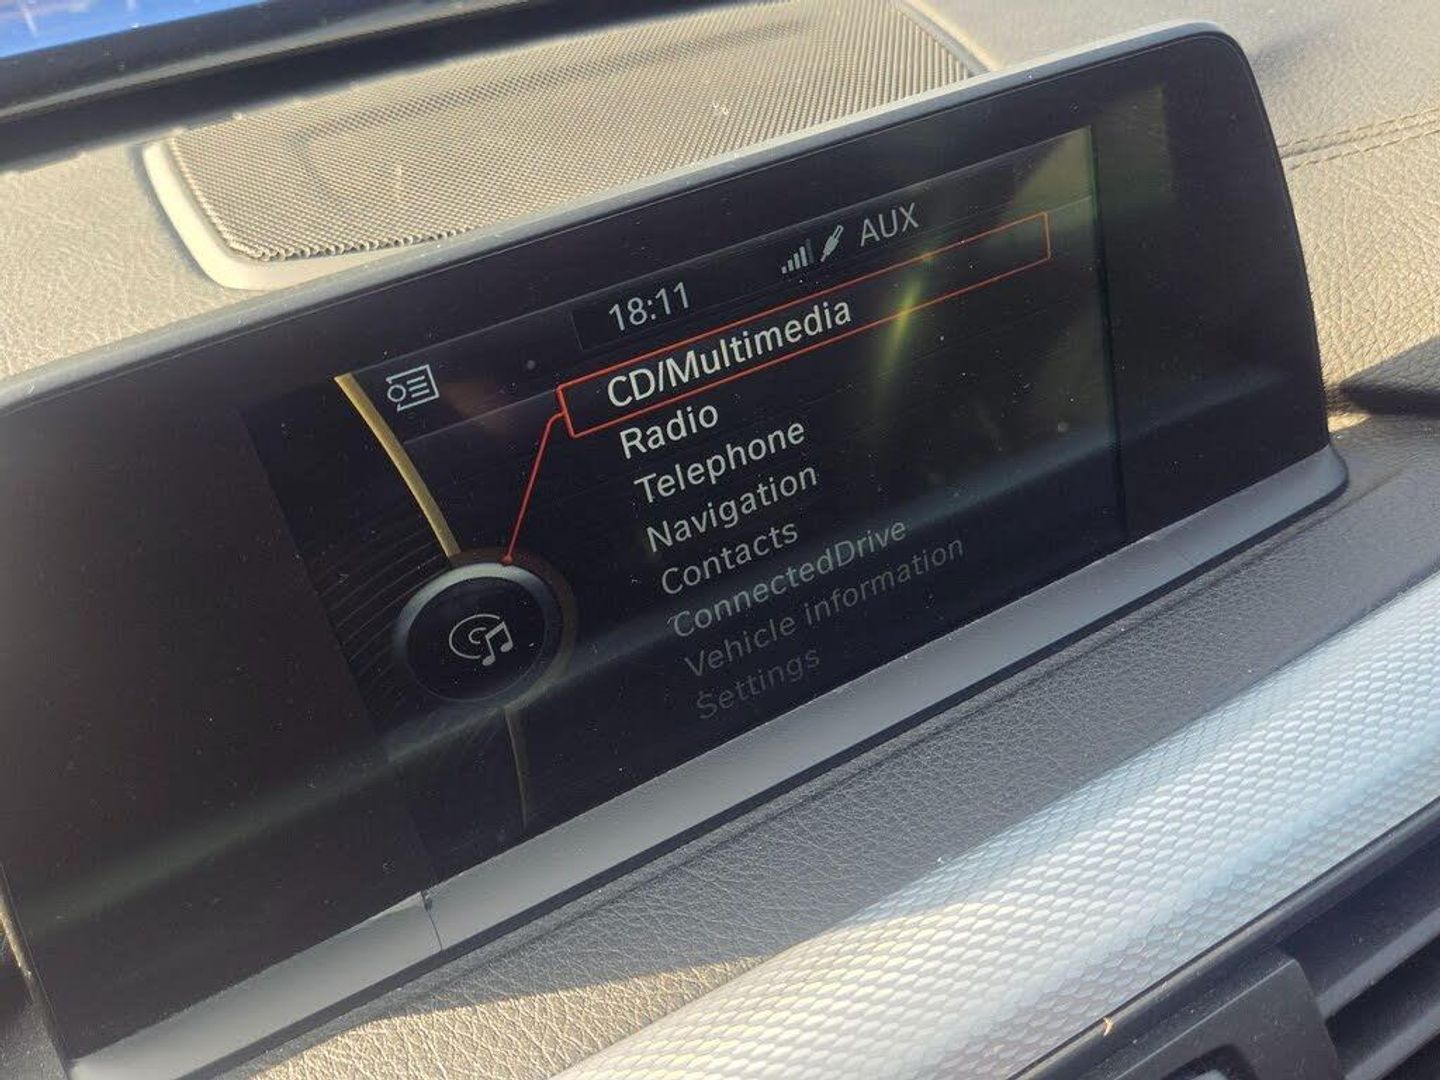 18:11 AUX
CD/Multimedia
Radio
Telephone
Navigation
Contacts
ConnectedDrive
Vehicle information
Settings